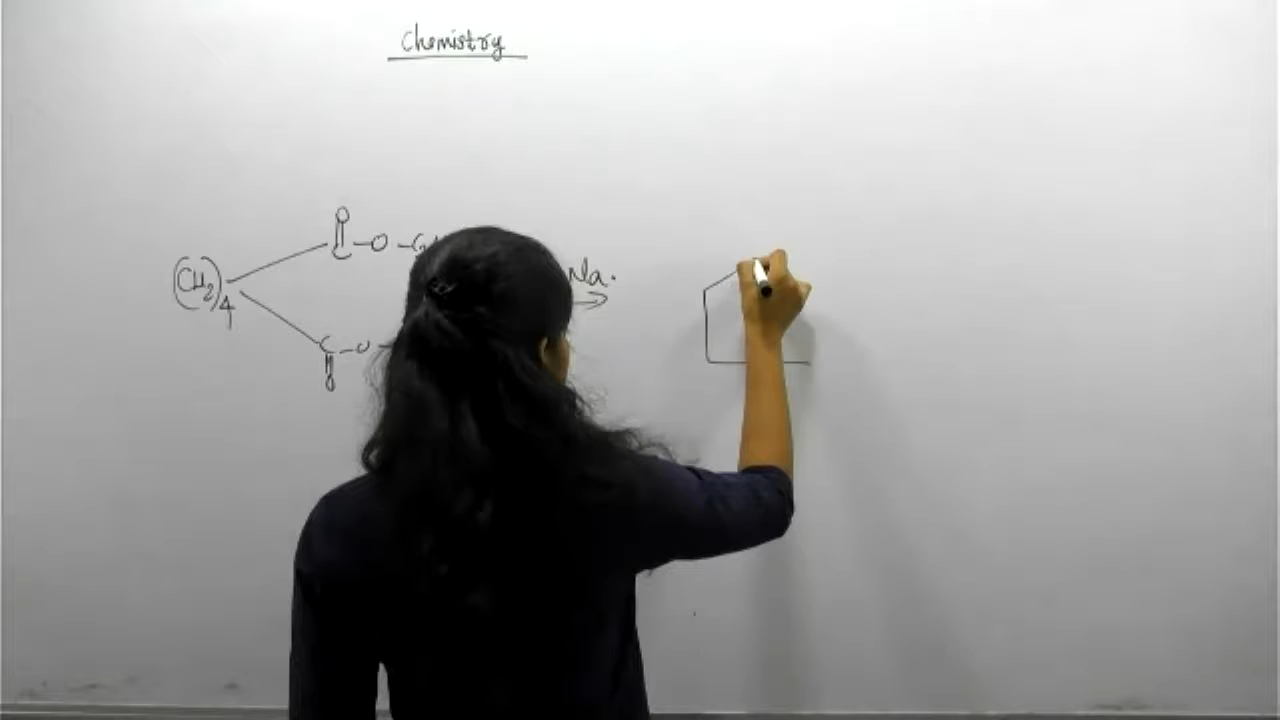 Chemistry
O
C-O-C
(CH2)4
Na.
C-O-
O